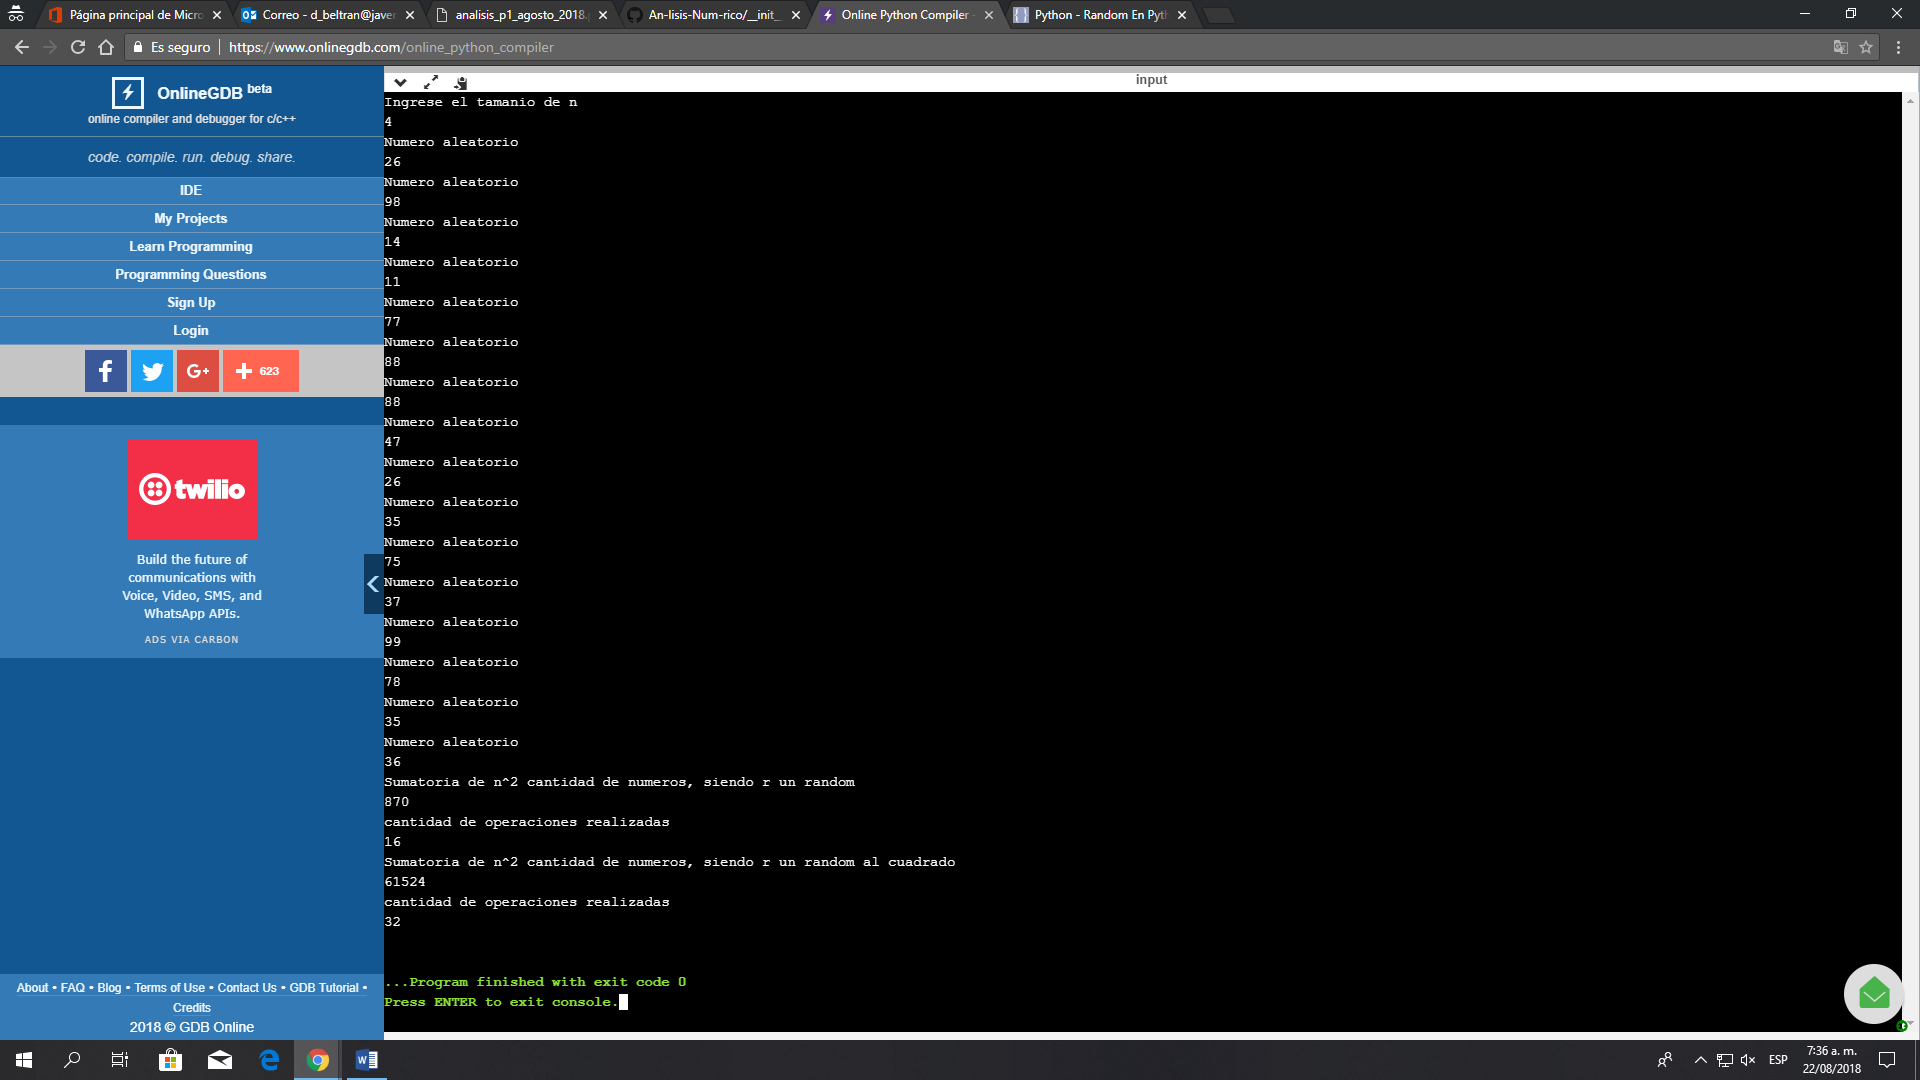 Página principal de Micro
Correo - d_beltran@javer
analisis_p1_agosto_2018.
An-lisis-Num-rico/__init_
Online Python Compiler -
Python - Random En Pyth
Es seguro
https://www.onlinegdb.com/online_python_compiler
OnlineGDB beta
online compiler and debugger for c/c++
code. compile. run. debug. share.
IDE
My Projects
Learn Programming
Programming Questions
Sign Up
Login
G+
623
twilio
Build the future of
communications with
Voice, Video, SMS, and
WhatsApp APIs.
ADS VIA CARBON
About • FAQ • Blog • Terms of Use • Contact Us • GDB Tutorial •
Credits
2018 © GDB Online
input
Ingrese el tamanio de n
4
Numero aleatorio
26
Numero aleatorio
98
Numero aleatorio
14
Numero aleatorio
11
Numero aleatorio
77
Numero aleatorio
88
Numero aleatorio
88
Numero aleatorio
47
Numero aleatorio
26
Numero aleatorio
35
Numero aleatorio
75
Numero aleatorio
37
Numero aleatorio
99
Numero aleatorio
78
Numero aleatorio
35
Numero aleatorio
36
Sumatoria de n^2 cantidad de numeros, siendo r un random
870
cantidad de operaciones realizadas
16
Sumatoria de n^2 cantidad de numeros, siendo r un random al cuadrado
61524
cantidad de operaciones realizadas
32
...Program finished with exit code 0
Press ENTER to exit console.
ESP
7:36 a. m.
22/08/2018